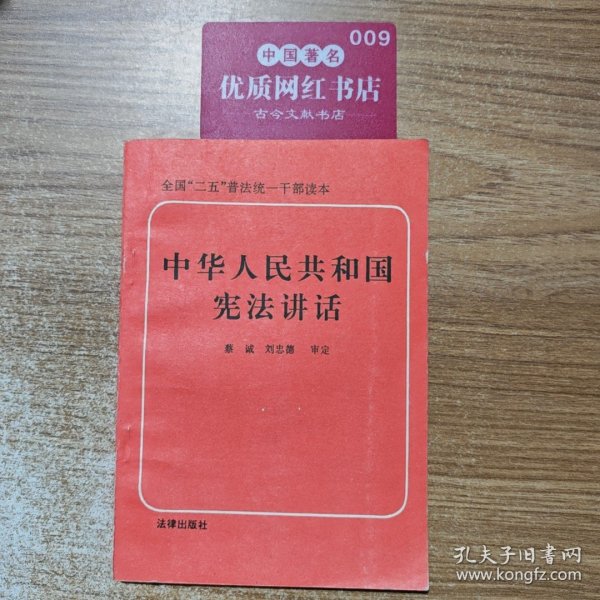 009
中国著名
优质网红书店
古今文献书店
全国“二五”普法统一干部读本
中华人民共和国
宪法讲话
蔡诚 刘忠德 审定
法律出版社
孔夫子旧书网
www.kongfz.com